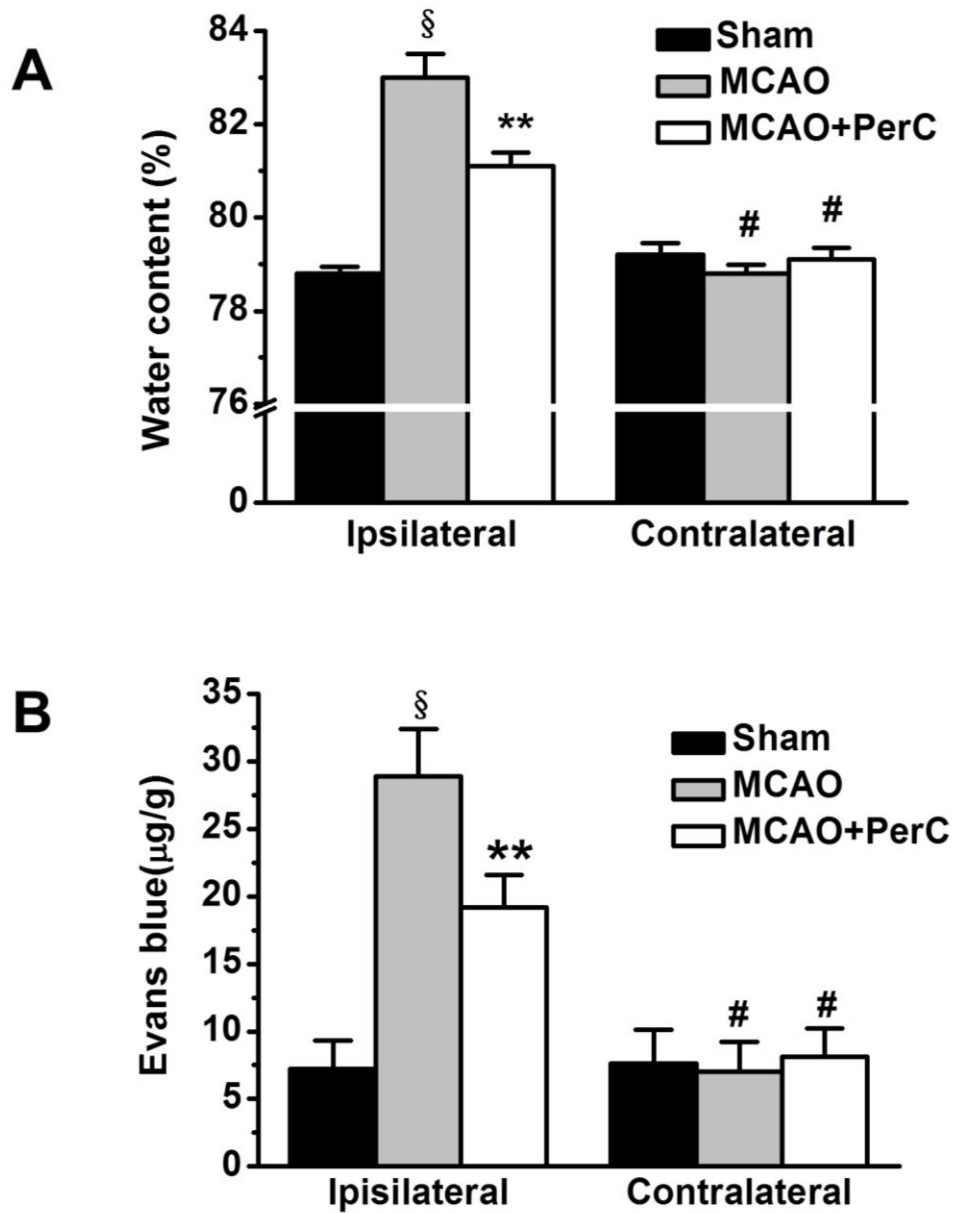 A
Water content (%)
84
82
80
78
76
0
§
**
#
#
Sham
MCAO
MCAO+PerC
Ipsilateral
Contralateral
B
Evans blue(μg/g)
35
30
25
20
15
10
5
0
§
**
#
#
Sham
MCAO
MCAO+PerC
Ipisilateral
Contralateral